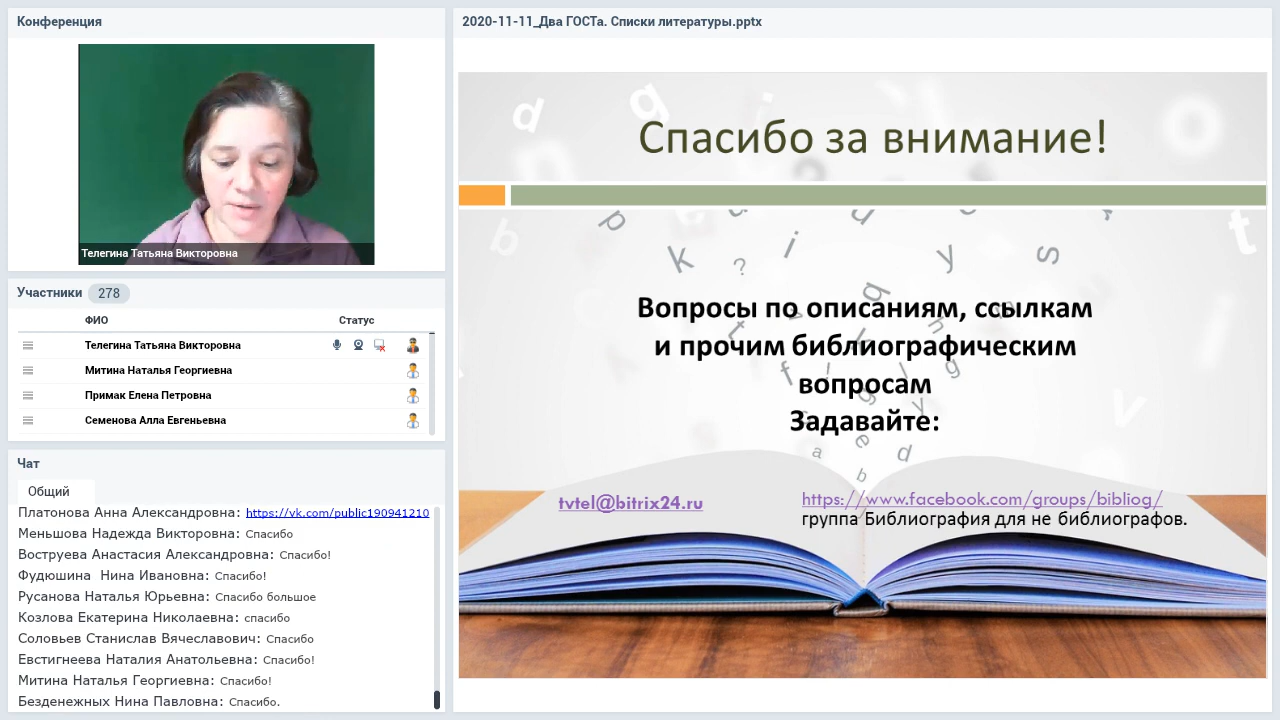 Конференция
Телегина Татьяна Викторовна
Участники 278
ФИО Статус
Телегина Татьяна Викторовна
Митина Наталья Георгиевна
Примак Елена Петровна
Семенова Алла Евгеньевна
Чат
Общий
Платонова Анна Александровна: https://vk.com/public190941210
Меньшова Надежда Викторовна: Спасибо
Воструева Анастасия Александровна: Спасибо!
Фудюшина Нина Ивановна: Спасибо!
Русанова Наталья Юрьевна: Спасибо большое
Козлова Екатерина Николаевна: спасибо
Соловьев Станислав Вячеславович: Спасибо
Евстигнеева Наталия Анатольевна: Спасибо!
Митина Наталья Георгиевна: Спасибо!
Безденежных Нина Павловна: Спасибо.
2020-11-11_Два ГОСТа. Списки литературы.pptx
Спасибо за внимание!
Вопросы по описаниям, ссылкам
и прочим библиографическим
вопросам
Задавайте:
tvtel@bitrix24.ru
https://www.facebook.com/groups/bibliog/
группа Библиография для не библиографов.